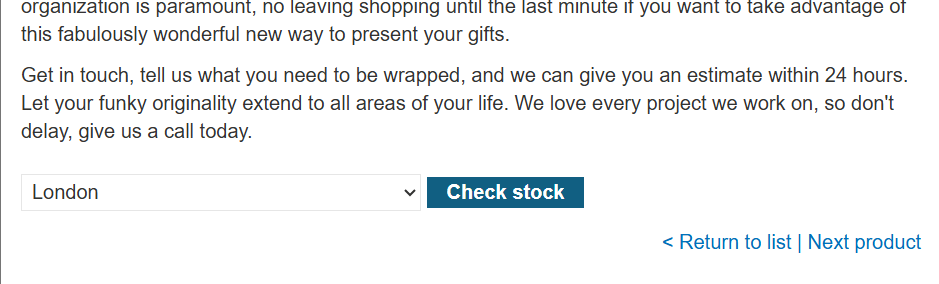 organization is paramount, no leaving shopping until the last minute if you want to take advantage of
this fabulously wonderful new way to present your gifts.
Get in touch, tell us what you need to be wrapped, and we can give you an estimate within 24 hours.
Let your funky originality extend to all areas of your life. We love every project we work on, so don't
delay, give us a call today.
London
Check stock
< Return to list | Next product